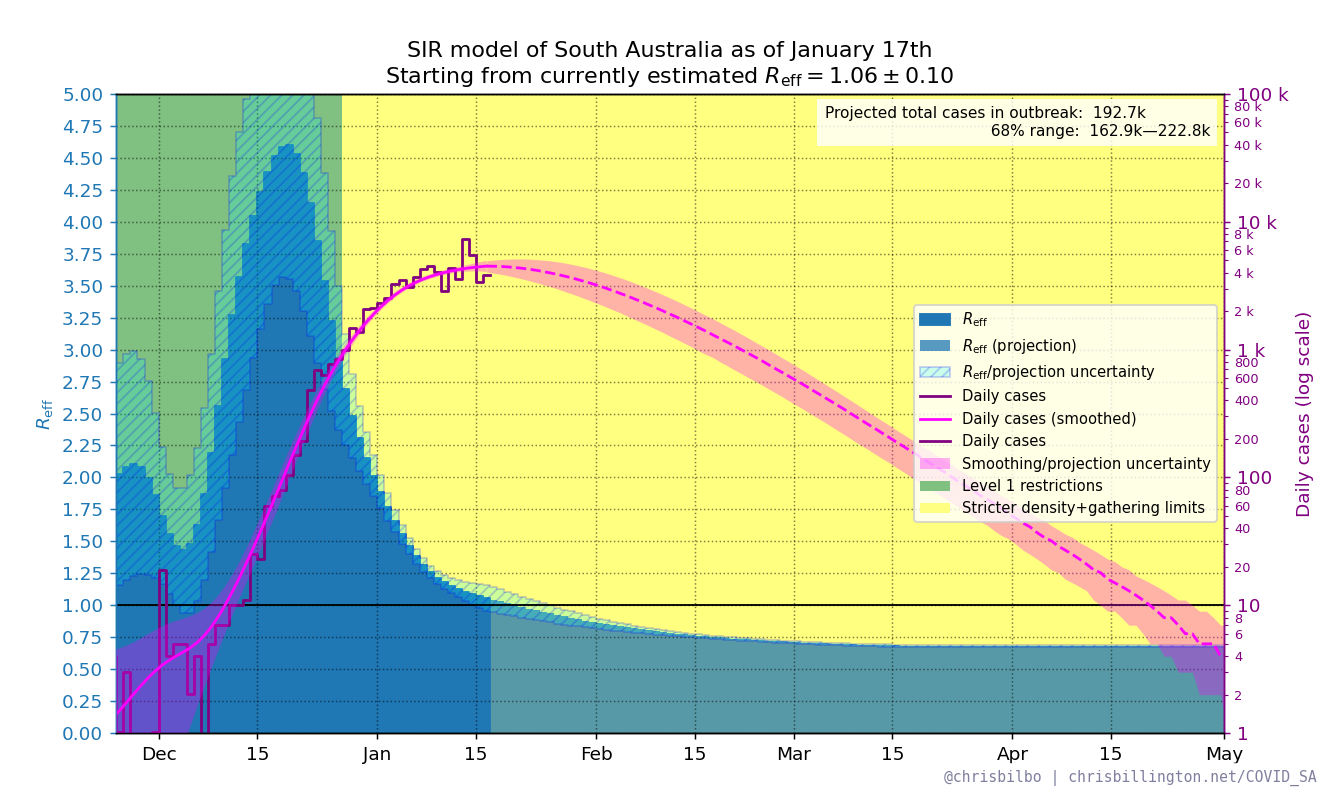 SIR model of South Australia as of January 17th
Starting from currently estimated Reff = 1.06 ± 0.10
Projected total cases in outbreak: 192.7k
68% range: 162.9k—222.8k
5.00
4.75
4.50
4.25
4.00
3.75
3.50
3.25
3.00
2.75
2.50
2.25
2.00
1.75
1.50
1.25
1.00
0.75
0.50
0.25
0.00
Reff
100 k
80 k
60 k
40 k
20 k
10 k
8 k
6 k
4 k
2 k
1 k
800
600
400
200
100
80
60
40
20
10
8
6
4
2
1
Daily cases (log scale)
Reff
Reff (projection)
Reff/projection uncertainty
Daily cases
Daily cases (smoothed)
Daily cases
Smoothing/projection uncertainty
Level 1 restrictions
Stricter density+gathering limits
Dec 15 Jan 15 Feb 15 Mar 15 Apr 15 May
@chrisbilbo | chrisbillington.net/COVID_SA